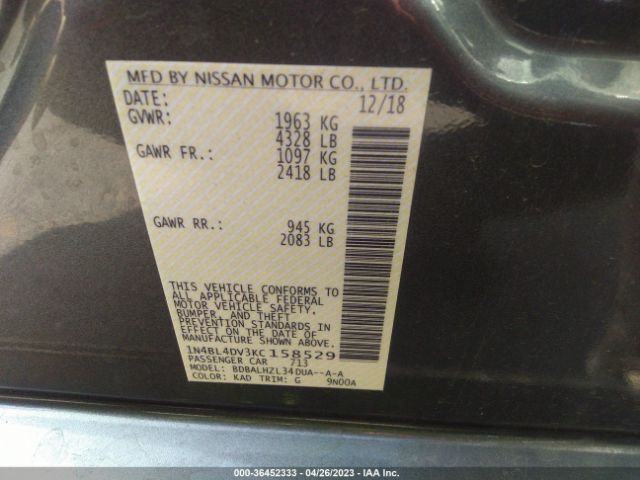 MFD BY NISSAN MOTOR CO., LTD.
DATE: 12/18
GVWR: 1963 KG
4328 LB
GAWR FR.: 1097 KG
2418 LB
GAWR RR.: 945 KG
2083 LB
THIS VEHICLE CONFORMS TO
ALL APPLICABLE FEDERAL
MOTOR VEHICLE SAFETY,
BUMPER, AND THEFT
PREVENTION STANDARDS IN
EFFECT ON THE DATE OF
MANUFACTURE SHOWN ABOVE.
1N4BL4DV3KC158529
PASSENGER CAR 713
MODEL: BDBALHZL34DUA--A-A
COLOR: KAD TRIM: G 9N00A
000-36452333 - 04/26/2023 - IAA Inc.